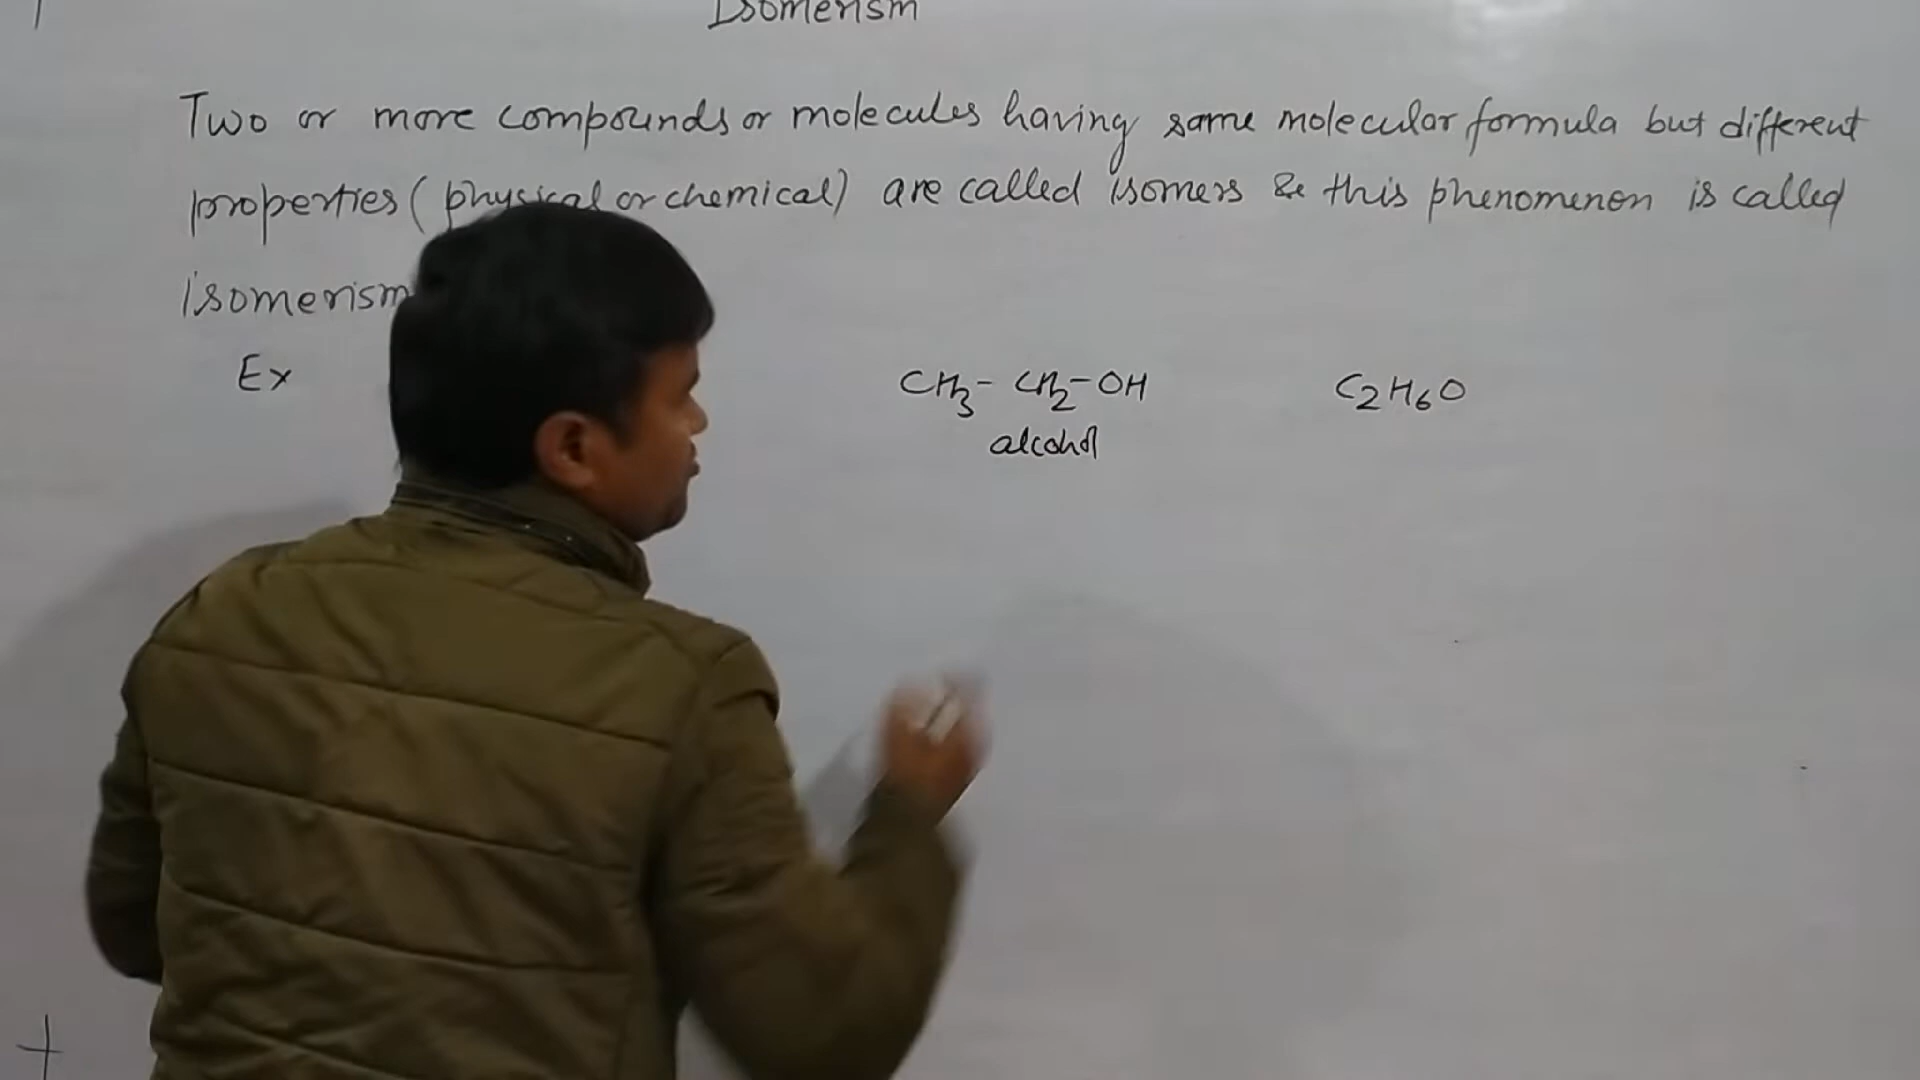 Isomerism
Two or more compounds or molecules having same molecular formula but different
properties (physical or chemical) are called isomers & this phenomenon is called
isomerism
Ex CH3- CH2-OH C2H6O
alcohol